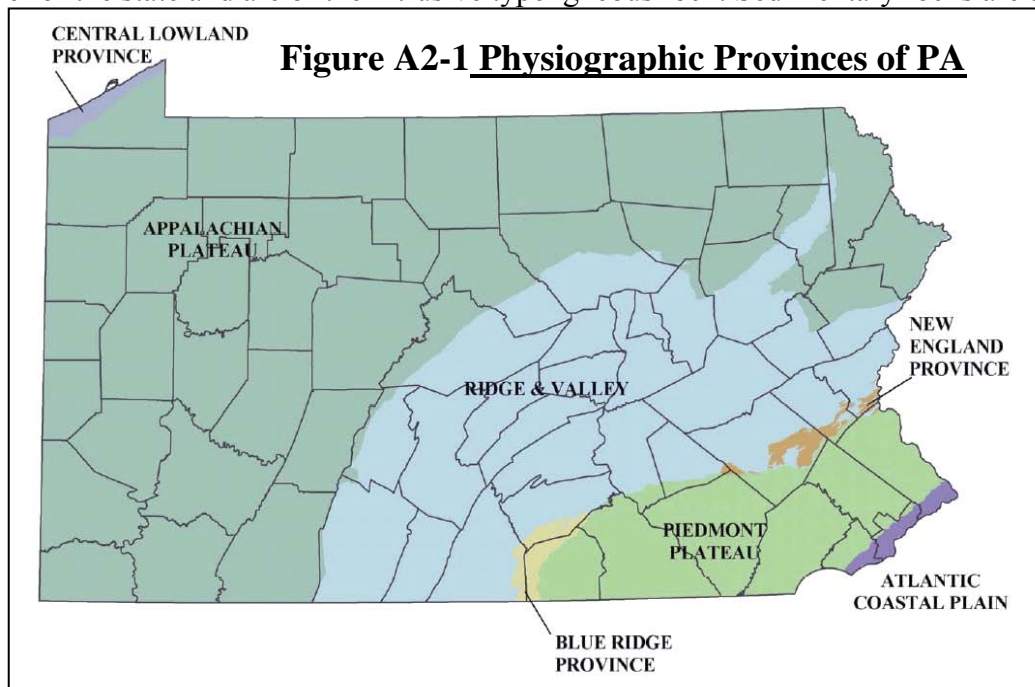 Figure A2-1 Physiographic Provinces of PA
CENTRAL LOWLAND
PROVINCE
APPALACHIAN
PLATEAU
RIDGE & VALLEY
NEW
ENGLAND
PROVINCE
PIEDMONT
PLATEAU
ATLANTIC
COASTAL PLAIN
BLUE RIDGE
PROVINCE